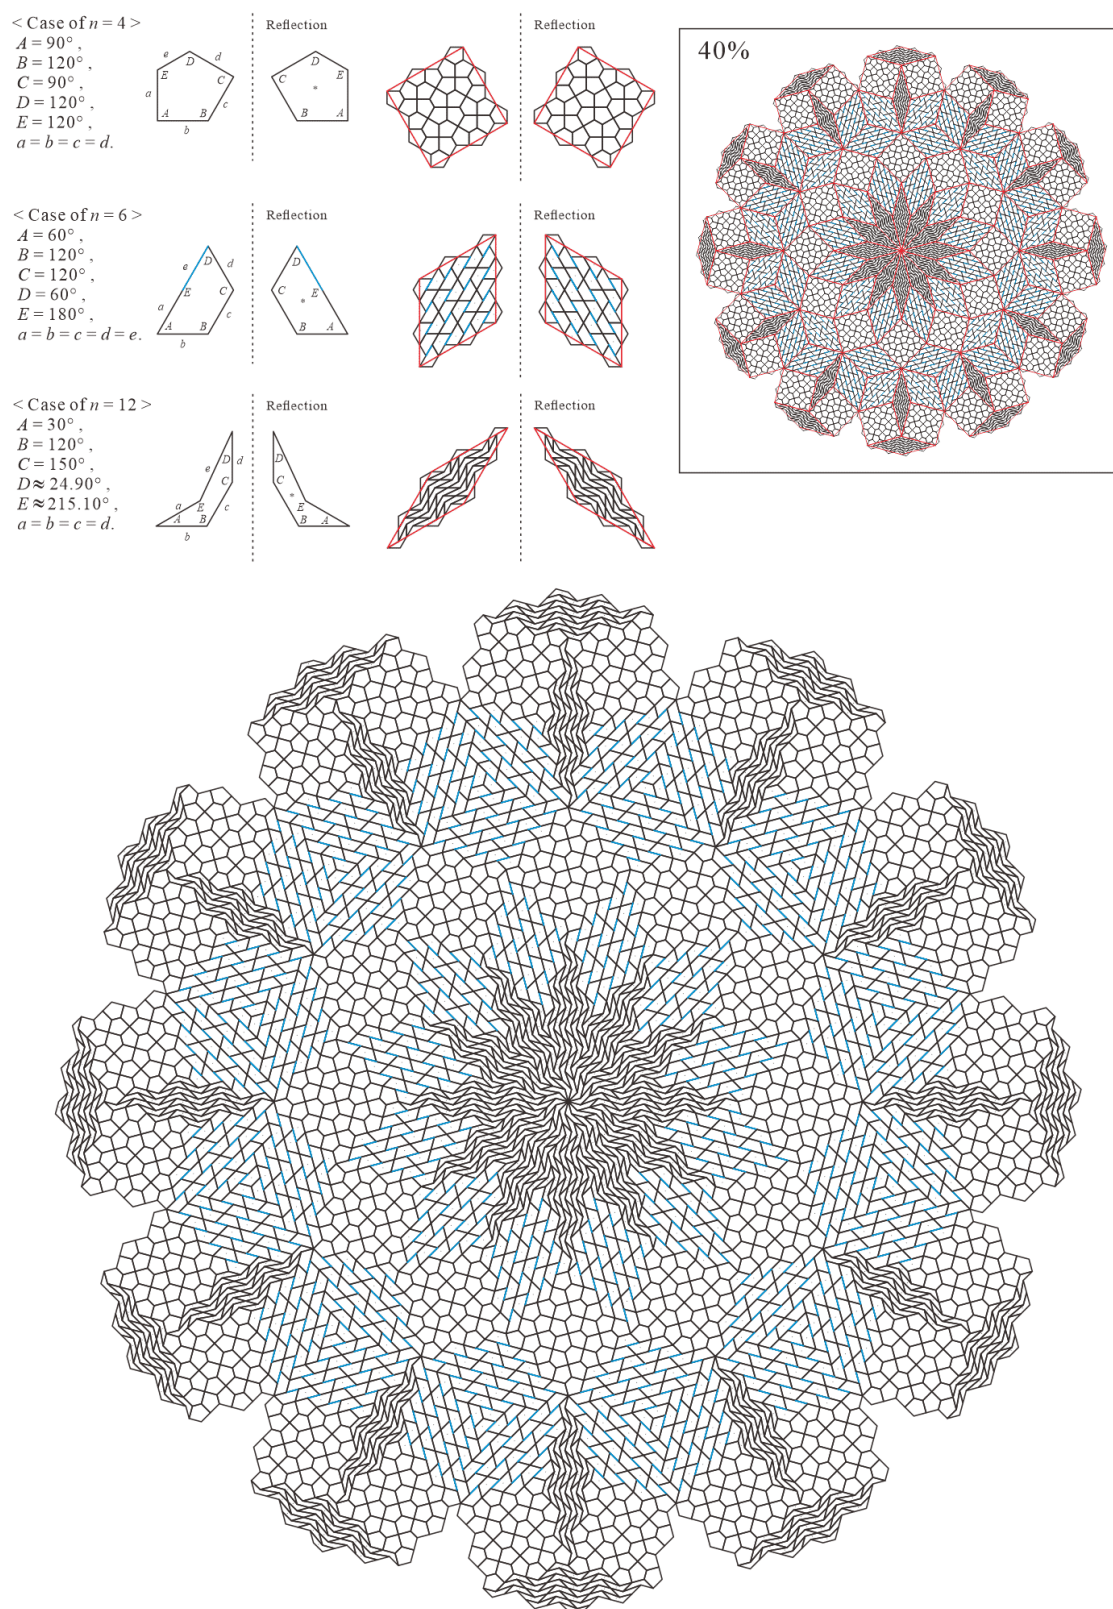 < Case of n = 4 >
A = 90° ,
B = 120° ,
C = 90° ,
D = 120° ,
E = 120° ,
a = b = c = d.
e
D
d
E
C
a
A
B
c
b
Reflection
D
E
C
*
B
A
Reflection
40%
< Case of n = 6 >
A = 60° ,
B = 120° ,
C = 120° ,
D = 60° ,
E = 180° ,
a = b = c = d = e.
D
e
d
E
C
a
c
A
B
b
Reflection
D
C
E
*
B
A
Reflection
< Case of n = 12 >
A = 30° ,
B = 120° ,
C = 150° ,
D ≈ 24.90° ,
E ≈ 215.10° ,
a = b = c = d.
e
D
d
C
a
E
c
A
B
b
Reflection
D
C
*
E
B
A
Reflection